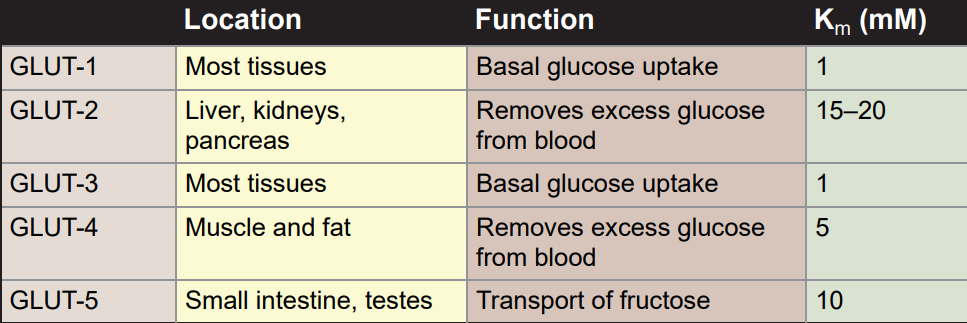 Location Function Km (mM)
GLUT-1 Most tissues Basal glucose uptake 1
GLUT-2 Liver, kidneys, Removes excess glucose 15–20
pancreas from blood
GLUT-3 Most tissues Basal glucose uptake 1
GLUT-4 Muscle and fat Removes excess glucose 5
from blood
GLUT-5 Small intestine, testes Transport of fructose 10